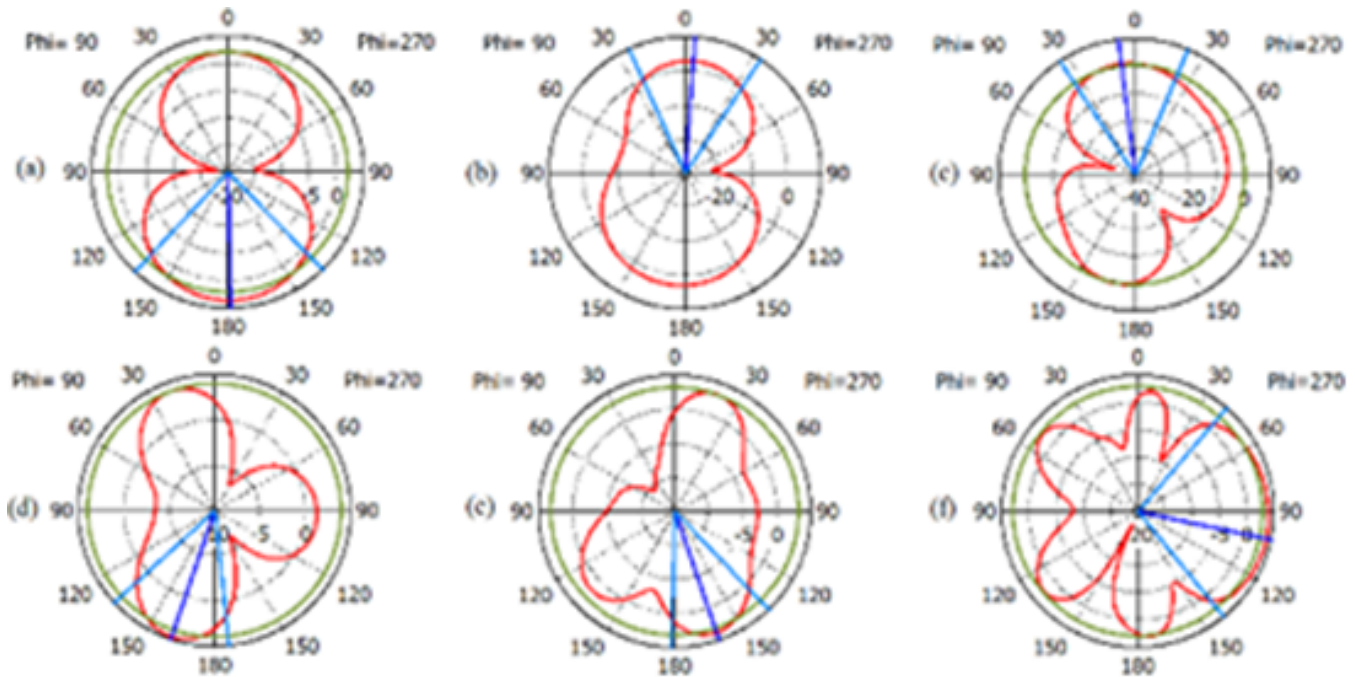 0 0 0
Phi= 90 30 30 Phi=270 Phi= 90 30 30 Phi=270 Phi= 90 30 30 Phi=270
60 60 60 60 60 60
(a) 90 90 (b) 90 90 (c) 90 90
-20 -5 0 -20 0 -40 -20 0
120 120 120 120 120 120
150 150 150 150 150 150
180 180 180
0 0 0
Phi= 90 30 30 Phi=270 Phi= 90 30 30 Phi=270 Phi= 90 30 30 Phi=270
60 60 60 60 60 60
(d) 90 90 (e) 90 90 (f) 90 90
-5 0 -5 0 -20 -5
120 120 120 120 120 120
150 150 150 150 150 150
180 180 180